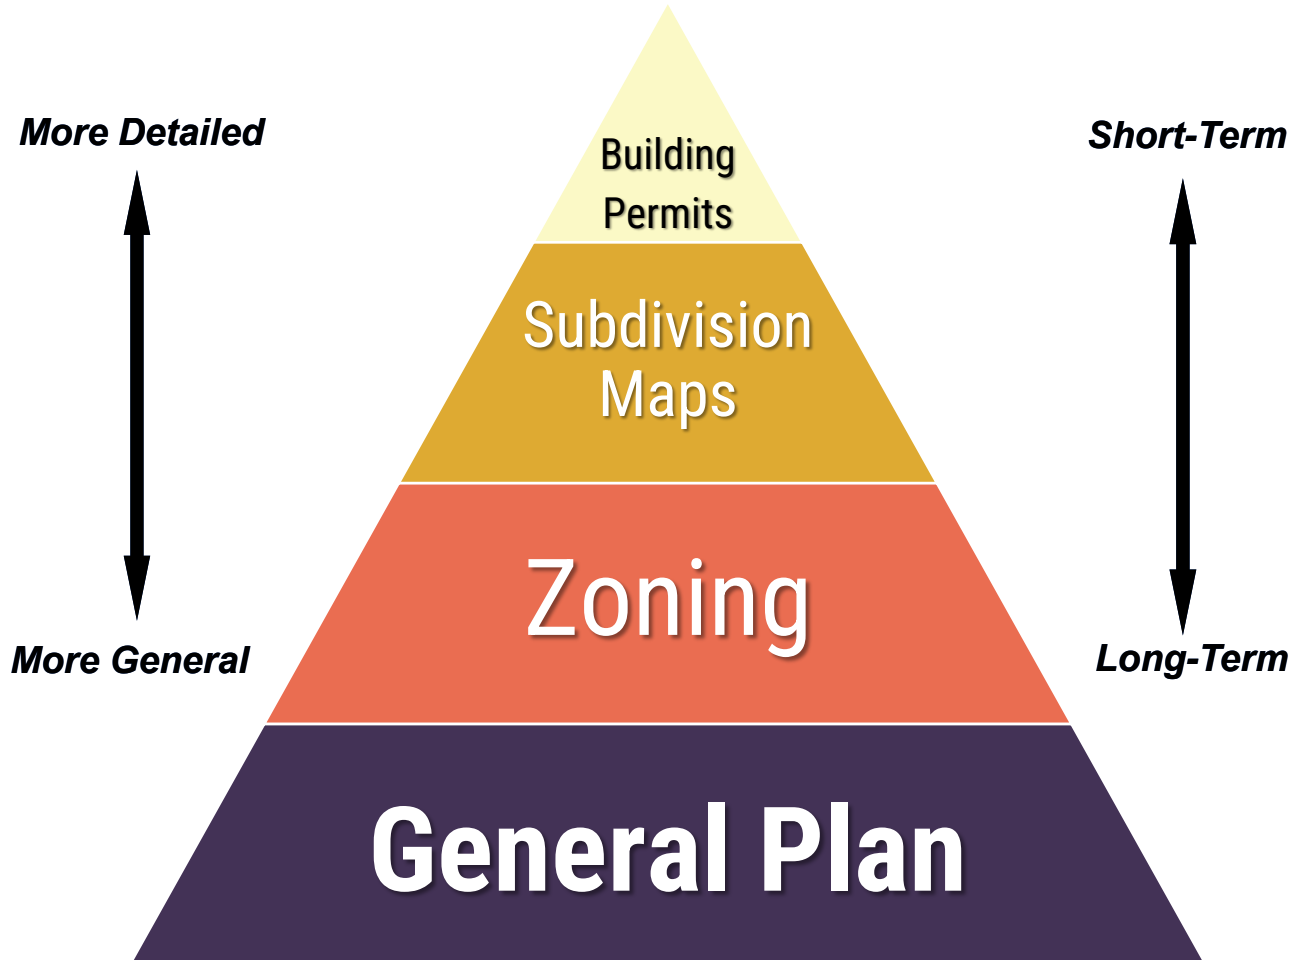 More Detailed
Short-Term
Building
Permits
Subdivision
Maps
Zoning
More General
Long-Term
General Plan